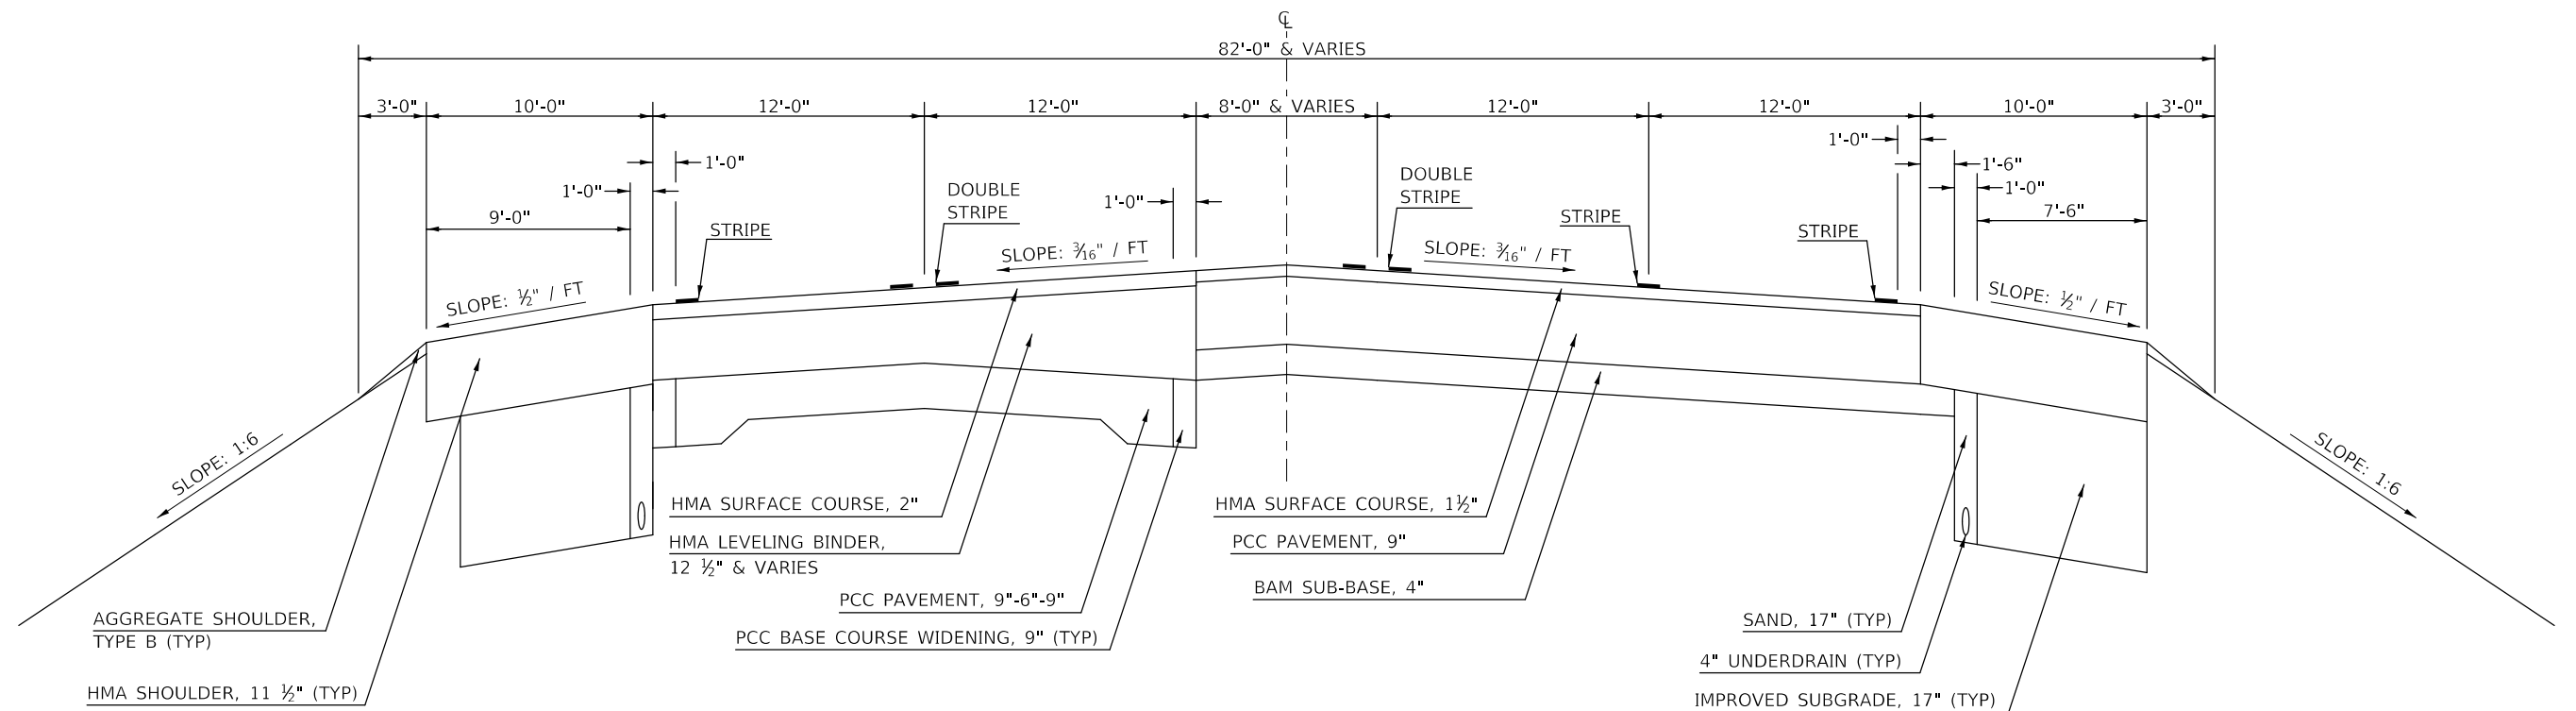 ℄
82'-0" & VARIES
3'-0"
10'-0"
12'-0"
12'-0"
8'-0" & VARIES
12'-0"
12'-0"
10'-0"
3'-0"
1'-0"
1'-0"
9'-0"
1'-0"
1'-0"
1'-6"
1'-0"
7'-6"
STRIPE
DOUBLE
STRIPE
DOUBLE
STRIPE
STRIPE
STRIPE
SLOPE: ½" / FT
SLOPE: 3/16" / FT
SLOPE: 3/16" / FT
SLOPE: ½" / FT
SLOPE: 1:6
SLOPE: 1:6
HMA SURFACE COURSE, 2"
HMA LEVELING BINDER,
12 ½" & VARIES
PCC PAVEMENT, 9"-6"-9"
PCC BASE COURSE WIDENING, 9" (TYP)
HMA SURFACE COURSE, 1½"
PCC PAVEMENT, 9"
BAM SUB-BASE, 4"
AGGREGATE SHOULDER,
TYPE B (TYP)
HMA SHOULDER, 11 ½" (TYP)
SAND, 17" (TYP)
4" UNDERDRAIN (TYP)
IMPROVED SUBGRADE, 17" (TYP)